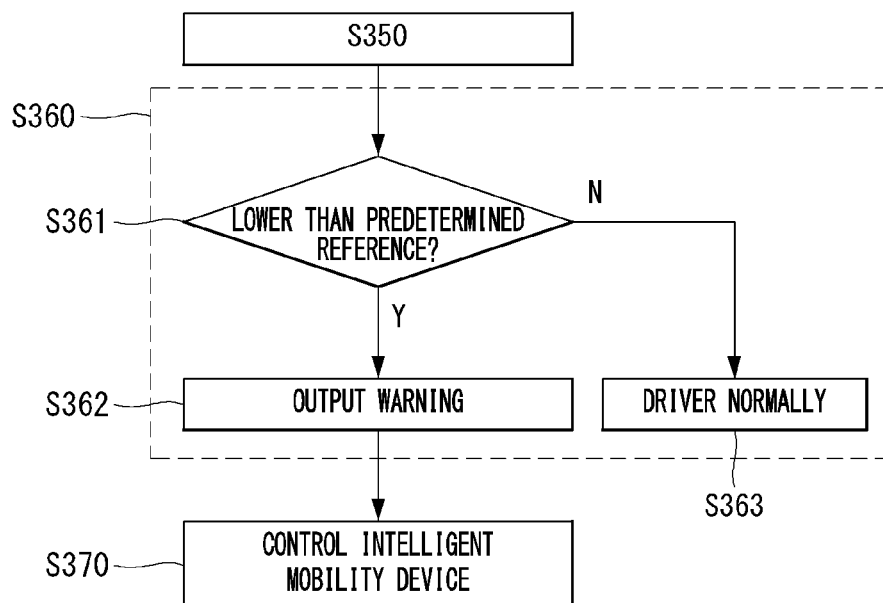 S350
S360
S361
LOWER THAN PREDETERMINED
REFERENCE?
N
Y
S362
OUTPUT WARNING
DRIVER NORMALLY
S363
S370
CONTROL INTELLIGENT
MOBILITY DEVICE